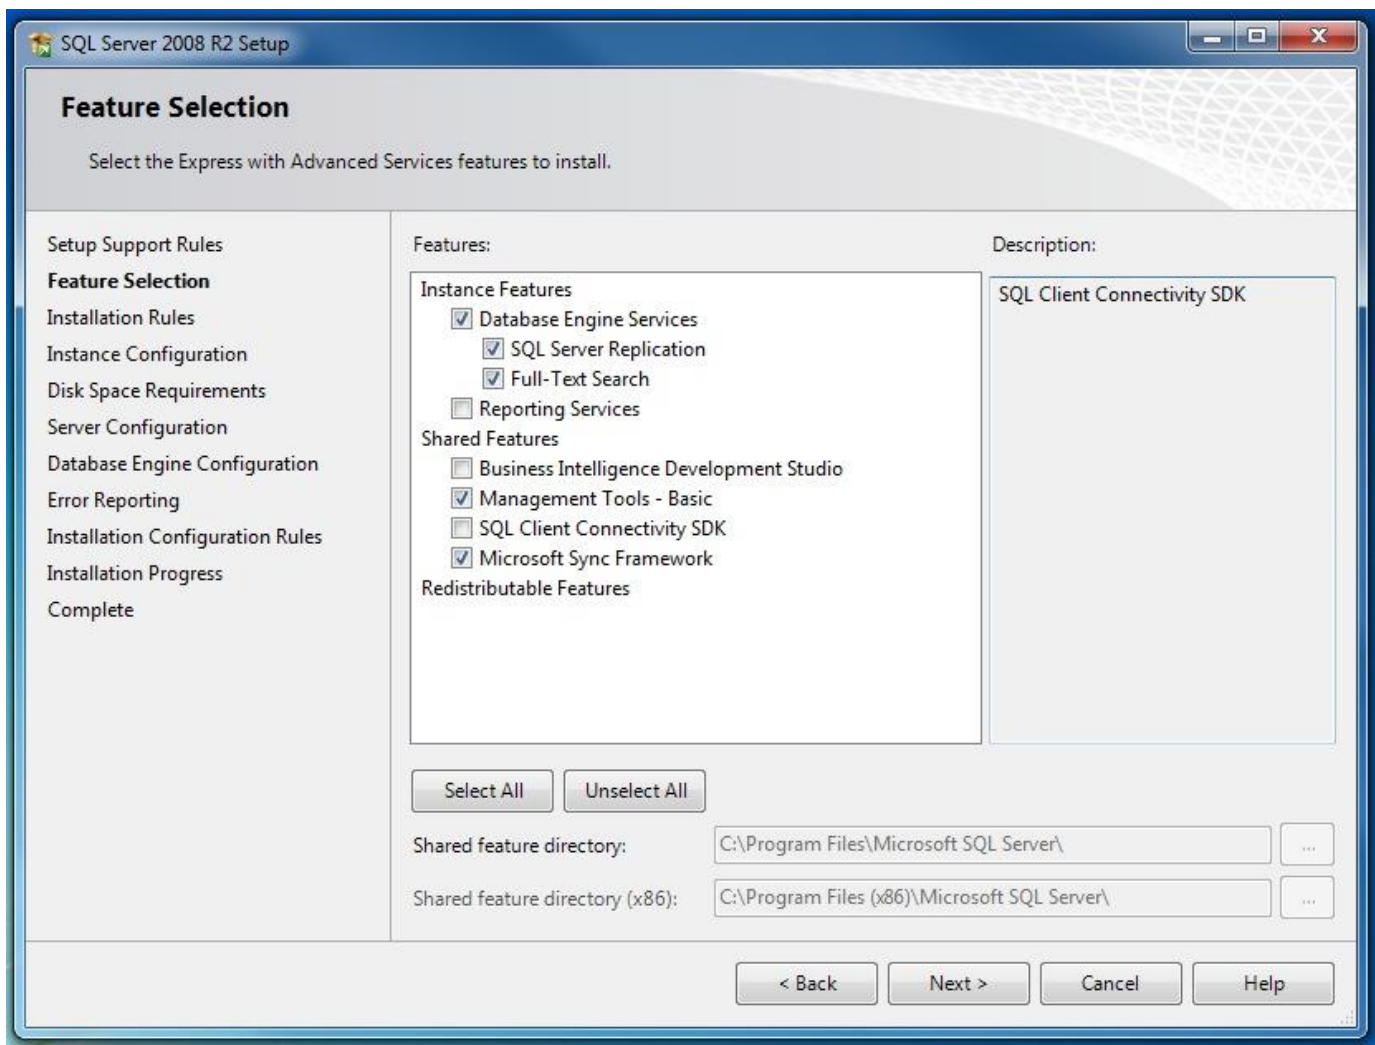 SQL Server 2008 R2 Setup
Feature Selection
Select the Express with Advanced Services features to install.
Setup Support Rules
Feature Selection
Installation Rules
Instance Configuration
Disk Space Requirements
Server Configuration
Database Engine Configuration
Error Reporting
Installation Configuration Rules
Installation Progress
Complete
Features:
Instance Features
Database Engine Services
SQL Server Replication
Full-Text Search
Reporting Services
Shared Features
Business Intelligence Development Studio
Management Tools - Basic
SQL Client Connectivity SDK
Microsoft Sync Framework
Redistributable Features
Description:
SQL Client Connectivity SDK
Select All
Unselect All
Shared feature directory:
C:\Program Files\Microsoft SQL Server\
...
Shared feature directory (x86):
C:\Program Files (x86)\Microsoft SQL Server\
...
< Back
Next >
Cancel
Help